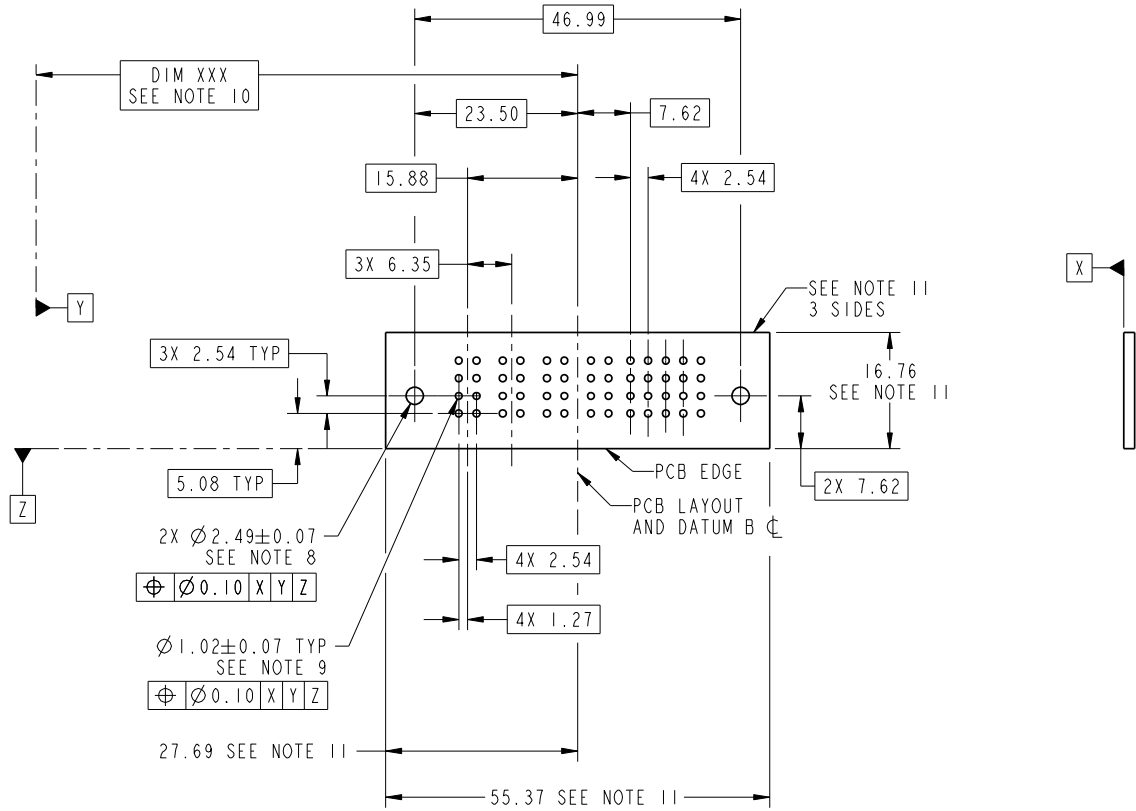 46.99
DIM XXX
SEE NOTE 10
23.50
7.62
15.88
4X 2.54
3X 6.35
X
Y
SEE NOTE 11
3 SIDES
3X 2.54 TYP
16.76
SEE NOTE 11
5.08 TYP
Z
PCB EDGE
2X 7.62
PCB LAYOUT
AND DATUM B ℄
2X ⌀2.49±0.07
SEE NOTE 8
⌖ ⌀0.10 X Y Z
4X 2.54
4X 1.27
⌀1.02±0.07 TYP
SEE NOTE 9
⌖ ⌀0.10 X Y Z
27.69 SEE NOTE 11
55.37 SEE NOTE 11